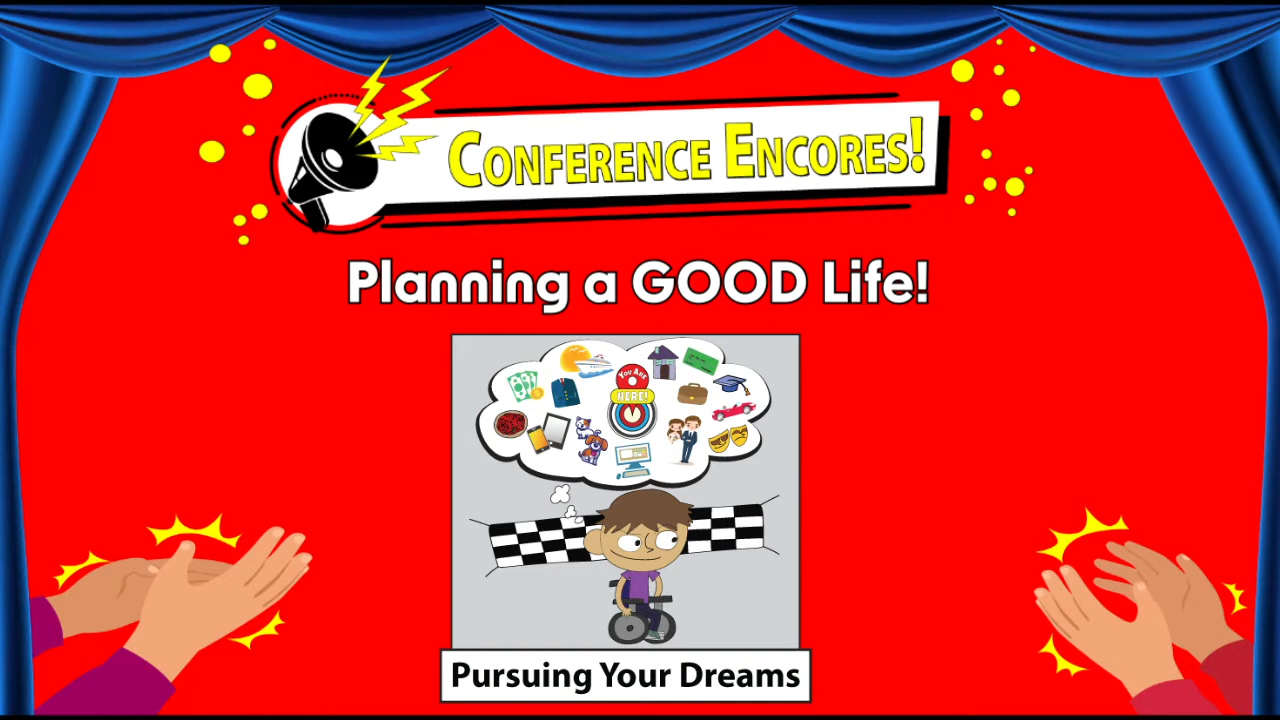 CONFERENCE ENCORES!
Planning a GOOD Life!
YOU ARE
HERE!
Pursuing Your Dreams